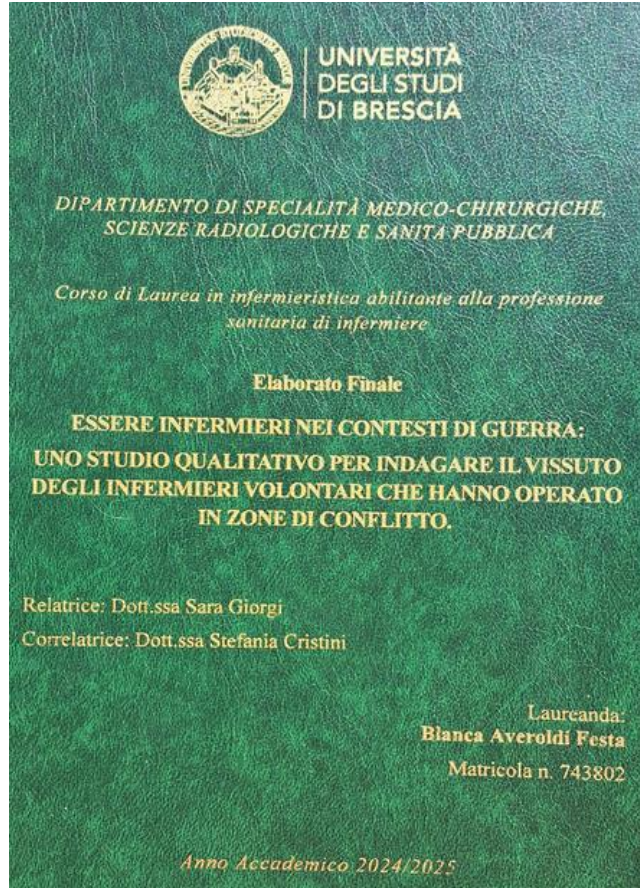 UNIVERSITÀ
DEGLI STUDI
DI BRESCIA
DIPARTIMENTO DI SPECIALITÀ MEDICO-CHIRURGICHE,
SCIENZE RADIOLOGICHE E SANITÀ PUBBLICA
Corso di Laurea in infermieristica abilitante alla professione
sanitaria di infermiere
Elaborato Finale
ESSERE INFERMIERI NEI CONTESTI DI GUERRA:
UNO STUDIO QUALITATIVO PER INDAGARE IL VISSUTO
DEGLI INFERMIERI VOLONTARI CHE HANNO OPERATO
IN ZONE DI CONFLITTO.
Relatrice: Dott.ssa Sara Giorgi
Correlatrice: Dott.ssa Stefania Cristini
Laureanda:
Bianca Averoldi Festa
Matricola n. 743802
Anno Accademico 2024/2025